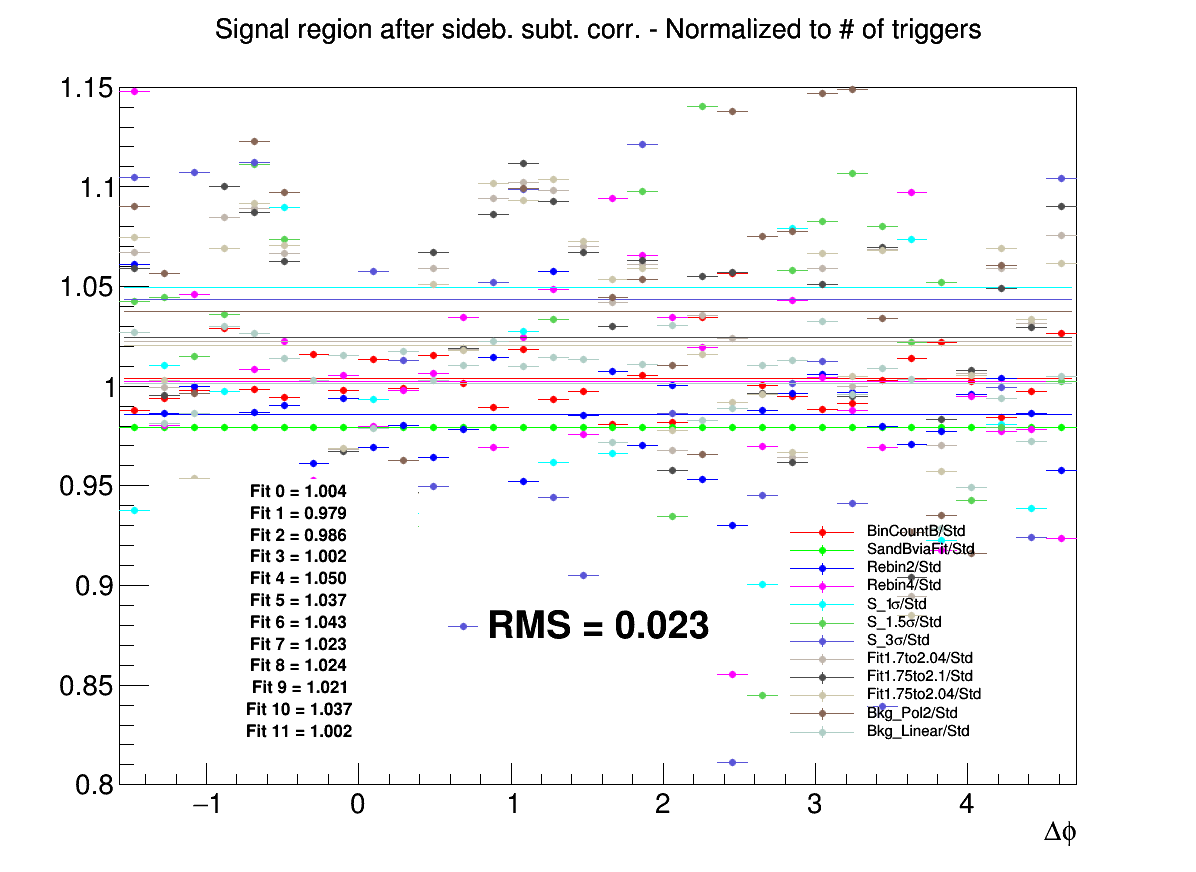 Signal region after sideb. subt. corr. - Normalized to # of triggers
1.15
1.1
1.05
1
0.95
0.9
0.85
0.8
Fit 0 = 1.004
Fit 1 = 0.979
Fit 2 = 0.986
Fit 3 = 1.002
Fit 4 = 1.050
Fit 5 = 1.037
Fit 6 = 1.043
Fit 7 = 1.023
Fit 8 = 1.024
Fit 9 = 1.021
Fit 10 = 1.037
Fit 11 = 1.002
RMS = 0.023
BinCountB/Std
SandBviaFit/Std
Rebin2/Std
Rebin4/Std
S_1σ/Std
S_1.5σ/Std
S_3σ/Std
Fit1.7to2.04/Std
Fit1.75to2.1/Std
Fit1.75to2.04/Std
Bkg_Pol2/Std
Bkg_Linear/Std
−1 0 1 2 3 4
Δϕ